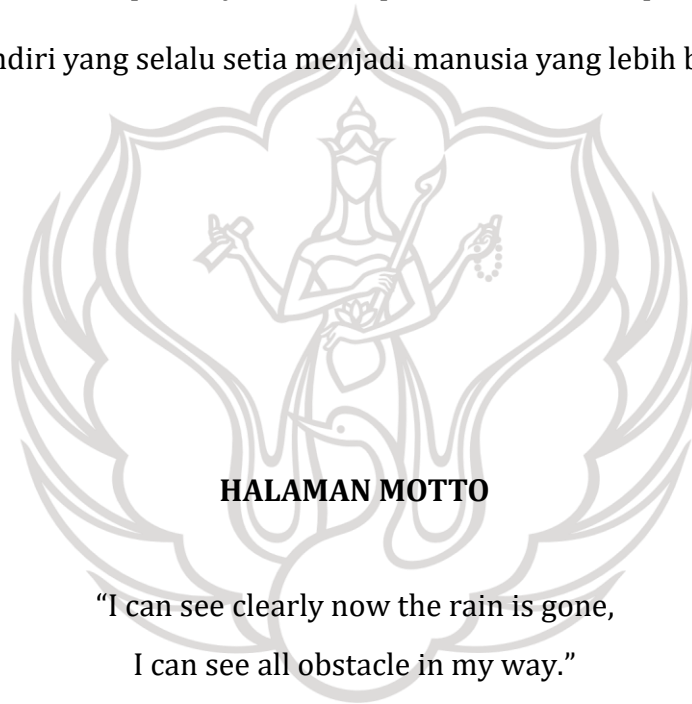 diri yang selalu setia menjadi manusia yang lebih
HALAMAN MOTTO
“I can see clearly now the rain is gone,
I can see all obstacle in my way.”